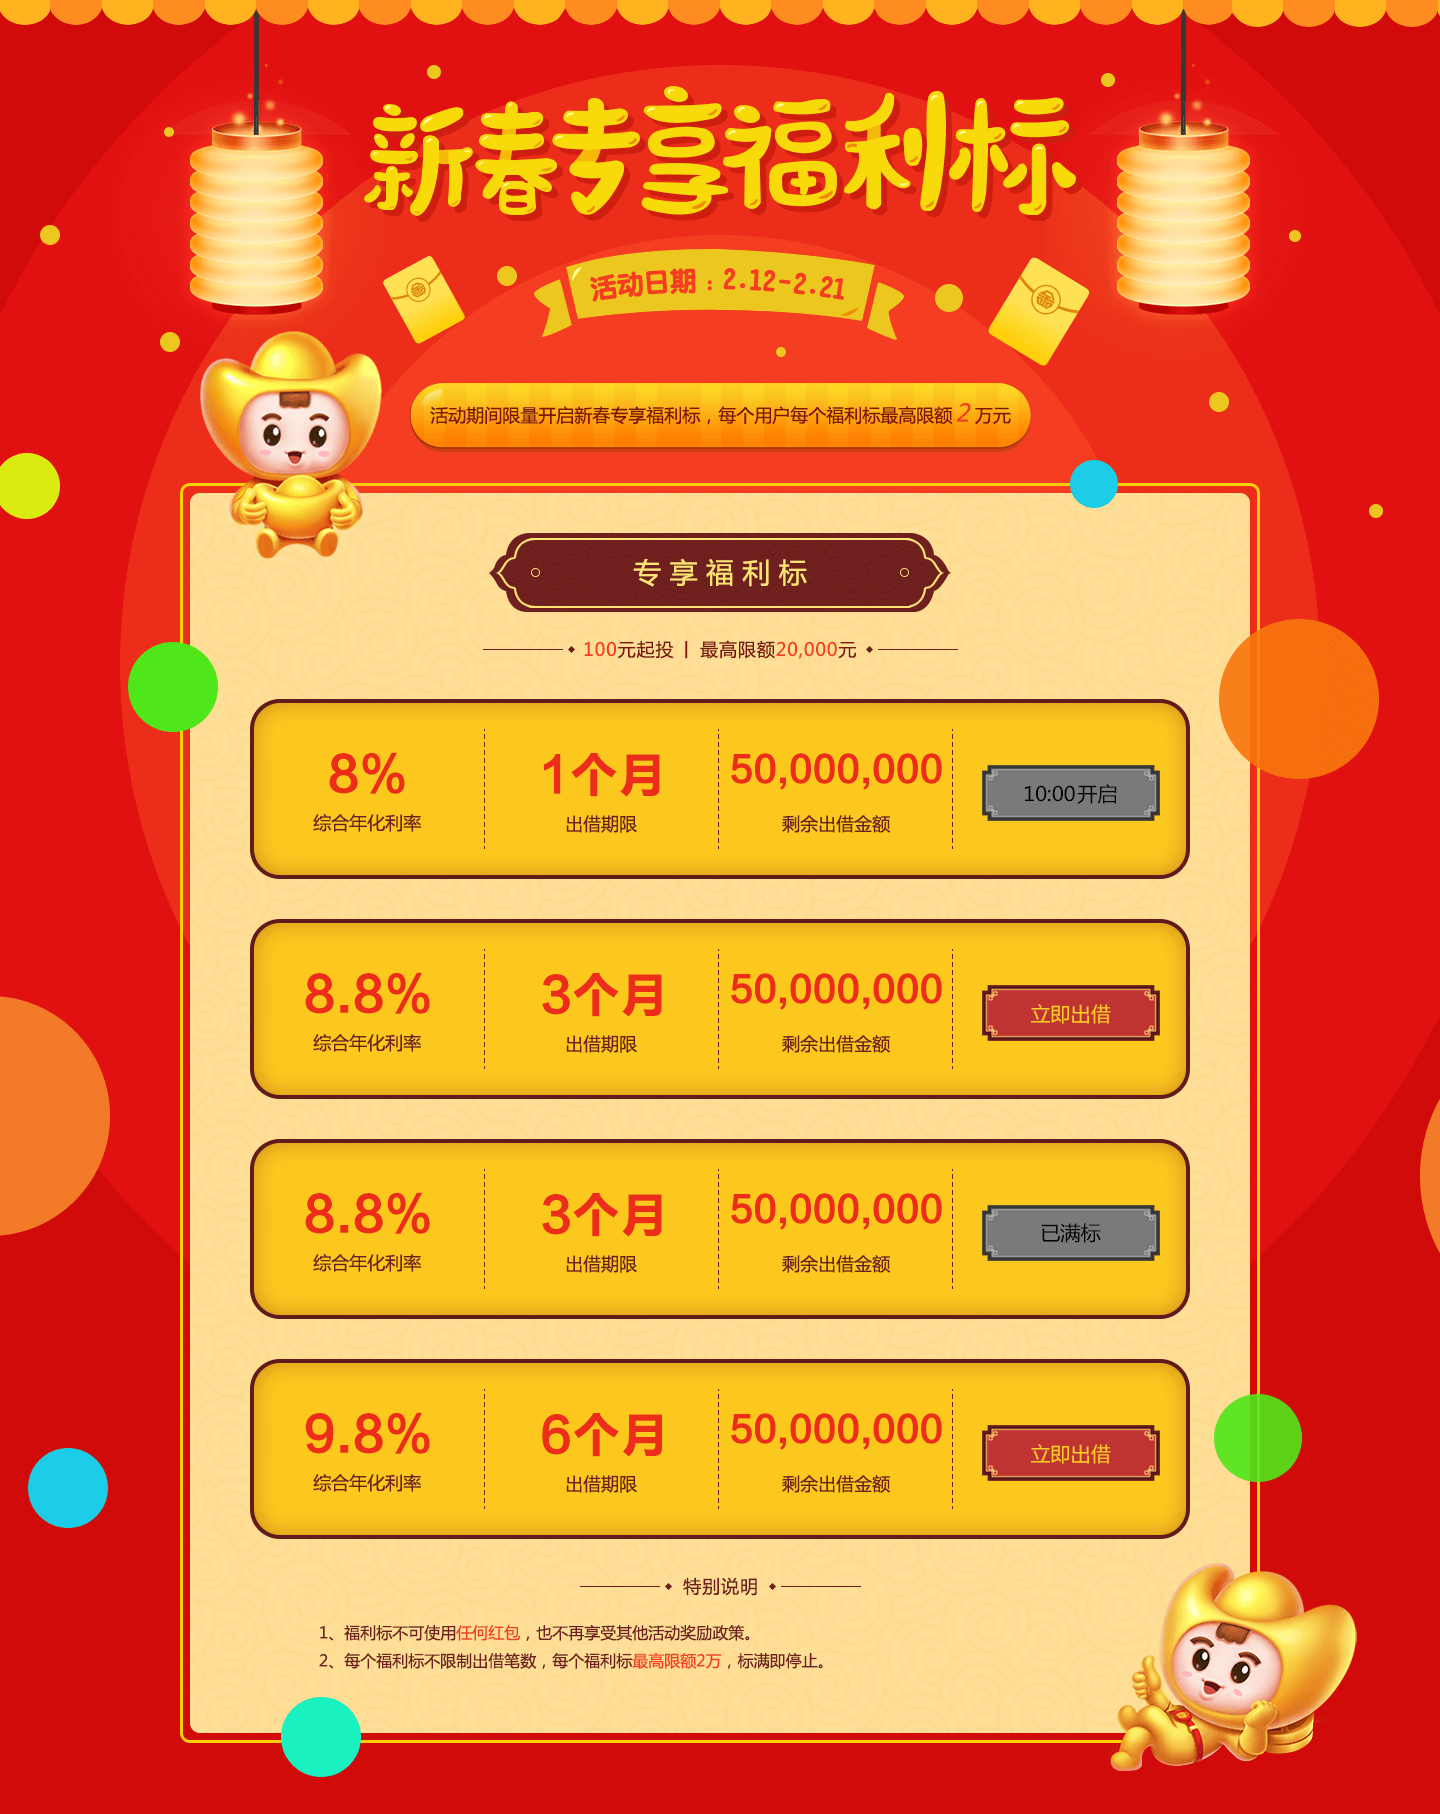 新春专享福利标
活动日期：2.12-2.21
活动期间限量开启新春专享福利标，每个用户每个福利标最高限额2万元
专享福利标
100元起投 | 最高限额20,000元
8% 1个月 50,000,000 10:00开启
综合年化利率 出借期限 剩余出借金额
8.8% 3个月 50,000,000 立即出借
综合年化利率 出借期限 剩余出借金额
8.8% 3个月 50,000,000 已满标
综合年化利率 出借期限 剩余出借金额
9.8% 6个月 50,000,000 立即出借
综合年化利率 出借期限 剩余出借金额
特别说明
1、福利标不可使用任何红包，也不再享受其他活动奖励政策。
2、每个福利标不限制出借笔数，每个福利标最高限额2万，标满即停止。